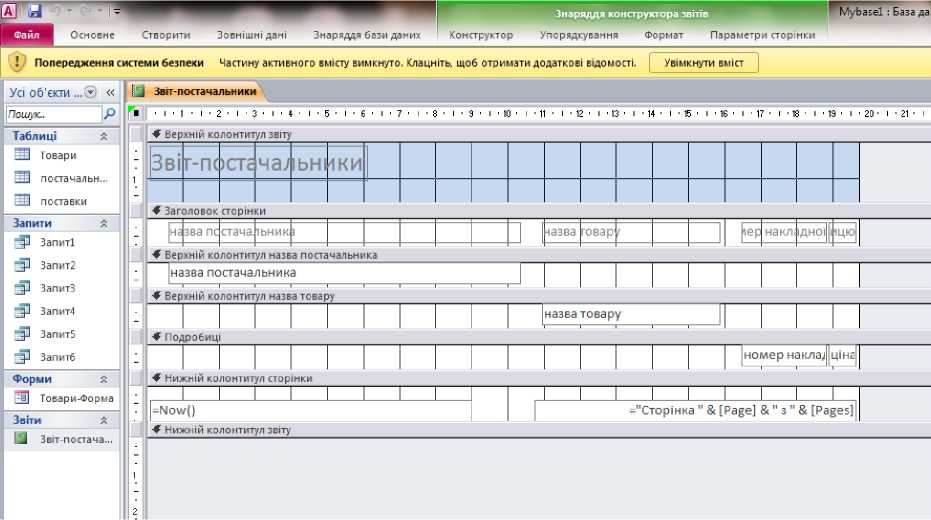 Знаряддя конструктора звітів
Mybase1 : База да
Файл Основне Створити Зовнішні дані Знаряддя бази даних Конструктор Упорядкування Формат Параметри сторінки
Попередження системи безпеки Частину активного вмісту вимкнуто. Клацніть, щоб отримати додаткові відомості. Увімкнути вміст
Усі об'єкти ... «
Звіт-постачальники
Пошук..
1 2 3 4 5 6 7 8 9 10 11 12 13 14 15 16 17 18 19 20 21
Таблиці
Товари
постачальн...
поставки
Запити
Запит1
Запит2
Запит3
Запит4
Запит5
Запит6
Форми
Товари-Форма
Звіти
Звіт-постача...
Верхній колонтитул звіту
Звіт-постачальники
1
Заголовок сторінки
назва постачальника назва товару мер накладної ицю
Верхній колонтитул назва постачальника
назва постачальника
Верхній колонтитул назва товару
назва товару
Подробиці
номер наклад ціна
Нижній колонтитул сторінки
=Now() ="Сторінка " & [Page] & " з " & [Pages]
Нижній колонтитул звіту
1
2